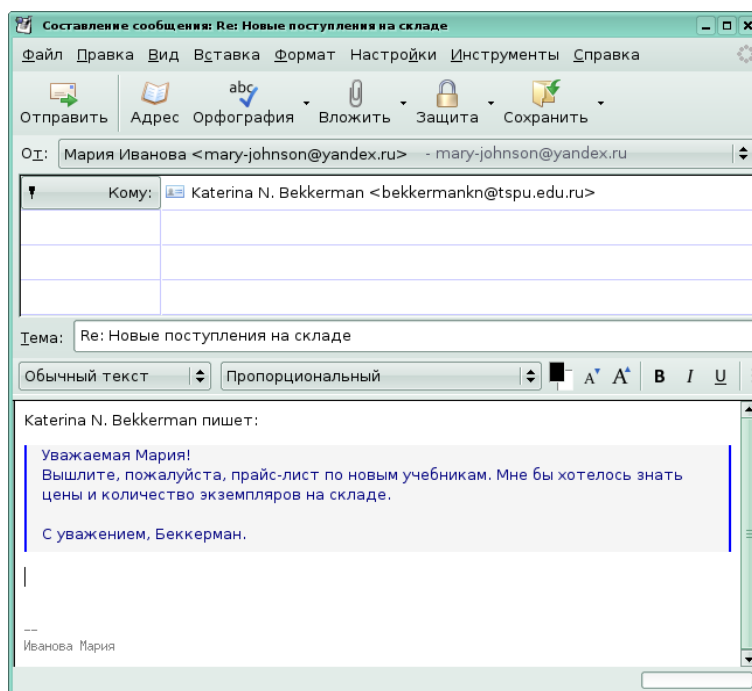 Составление сообщения: Re: Новые поступления на складе
Файл Правка Вид Вставка Формат Настройки Инструменты Справка
Отправить Адрес Орфография Вложить Защита Сохранить
От: Мария Иванова <mary-johnson@yandex.ru> - mary-johnson@yandex.ru
Кому: Katerina N. Bekkerman <bekkermankn@tspu.edu.ru>
Тема: Re: Новые поступления на складе
Обычный текст Пропорциональный A A B I U
Katerina N. Bekkerman пишет:
Уважаемая Мария!
Вышлите, пожалуйста, прайс-лист по новым учебникам. Мне бы хотелось знать
цены и количество экземпляров на складе.
С уважением, Беккерман.
--
Иванова Мария